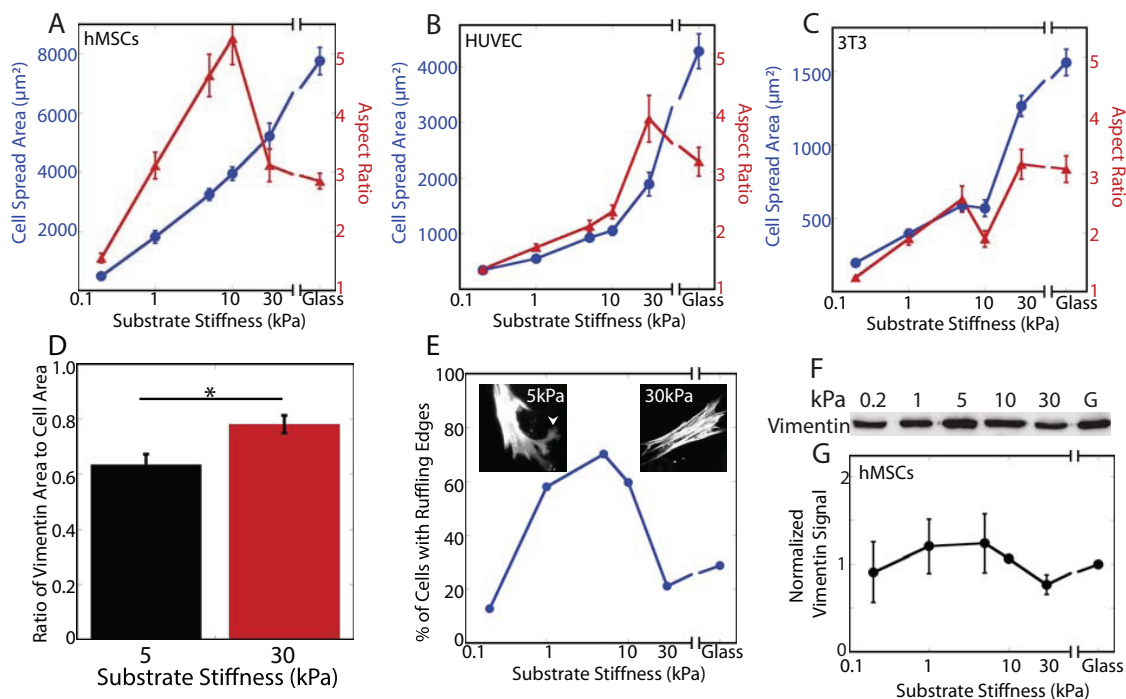 A
hMSCs
Cell Spread Area (μm²)
8000
6000
4000
2000
5
4
3
2
1
Aspect Ratio
0.1 1 10 30 Glass
Substrate Stiffness (kPa)
B
HUVEC
Cell Spread Area (μm²)
4000
3000
2000
1000
5
4
3
2
1
Aspect Ratio
0.1 1 10 30 Glass
Substrate Stiffness (kPa)
C
3T3
Cell Spread Area (μm²)
1500
1000
500
5
4
3
2
1
Aspect Ratio
0.1 1 10 30 Glass
Substrate Stiffness (kPa)
D
Ratio of Vimentin Area to Cell Area
1.0
0.8
0.6
0.4
0.2
0
*
5 30
Substrate Stiffness (kPa)
E
% of Cells with Ruffling Edges
100
80
60
40
20
0
5kPa
30kPa
0.1 1 10 30 Glass
Substrate Stiffness (kPa)
F
kPa 0.2 1 5 10 30 G
Vimentin
G
hMSCs
Normalized
Vimentin Signal
2
1
0
0.1 1 10 30 Glass
Substrate Stiffness (kPa)